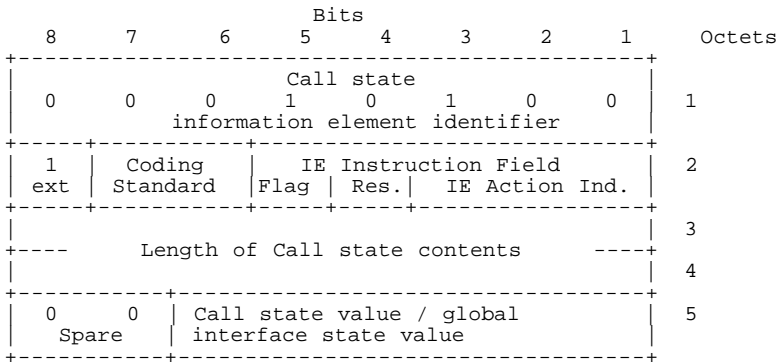 Bits
8 7 6 5 4 3 2 1 Octets
Call state
0 0 0 1 0 1 0 0 1
information element identifier
1 Coding IE Instruction Field 2
ext Standard Flag Res. IE Action Ind.
3
Length of Call state contents
4
0 0 Call state value / global 5
Spare interface state value